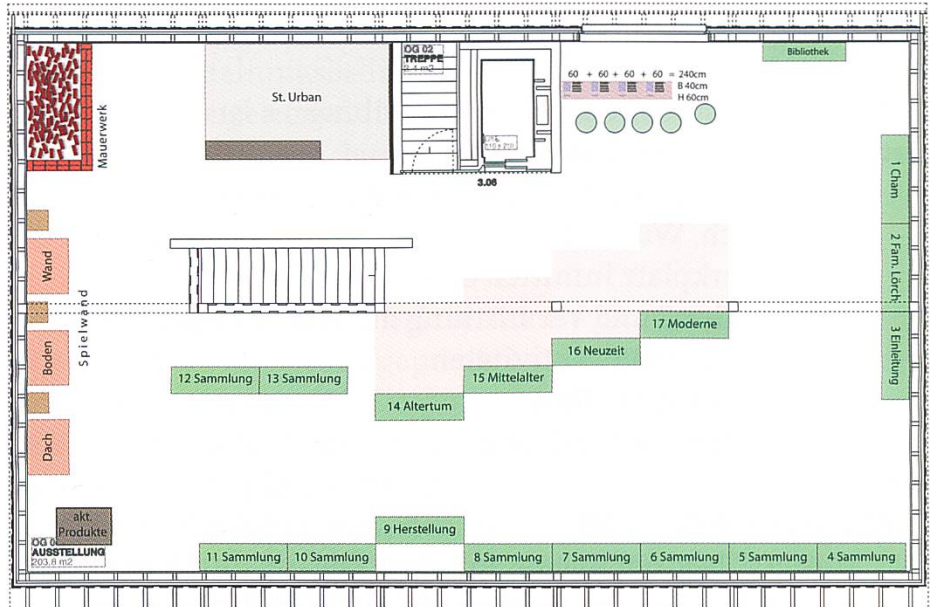 OG 02
TREPPE
St. Urban
Bibliothek
60 + 60 + 60 + 60 = 240cm
B 40cm
H 60cm
Mauerwerk
3.06
1 Cham
2 Fam. Lörch
3 Einleitung
Wand
Spielwand
Boden
Dach
17 Moderne
16 Neuzeit
15 Mittelalter
14 Altertum
12 Sammlung
13 Sammlung
akt.
Produkte
AUSSTELLUNG
203.8 m2
9 Herstellung
11 Sammlung
10 Sammlung
8 Sammlung
7 Sammlung
6 Sammlung
5 Sammlung
4 Sammlung